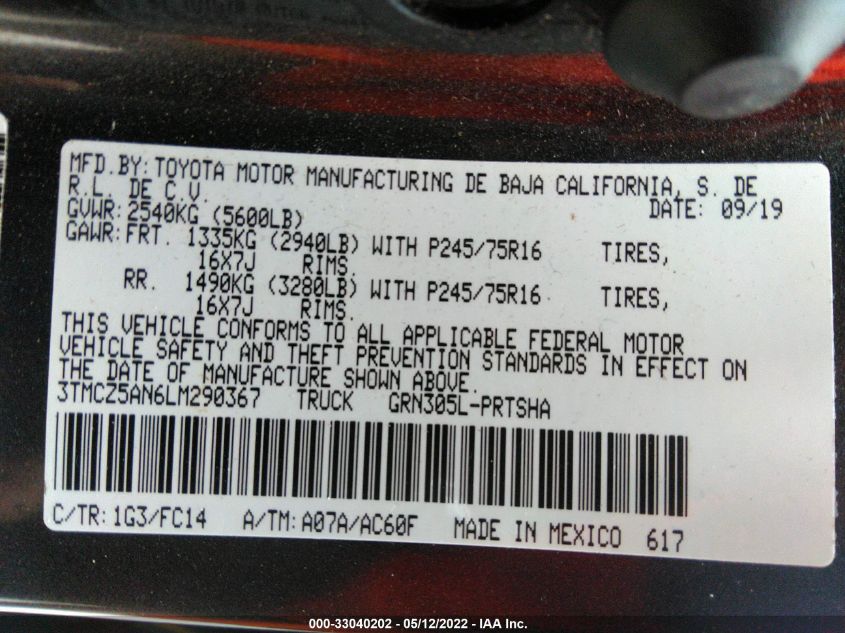 MFD.BY:TOYOTA MOTOR MANUFACTURING DE BAJA CALIFORNIA, S. DE
R.L. DE C.V. DATE: 09/19
GVWR:2540KG (5600LB)
GAWR:FRT. 1335KG (2940LB) WITH P245/75R16 TIRES,
16X7J RIMS.
RR. 1490KG (3280LB) WITH P245/75R16 TIRES,
16X7J RIMS.
THIS VEHICLE CONFORMS TO ALL APPLICABLE FEDERAL MOTOR
VEHICLE SAFETY AND THEFT PREVENTION STANDARDS IN EFFECT ON
THE DATE OF MANUFACTURE SHOWN ABOVE.
3TMCZ5AN6LM290367 TRUCK GRN305L-PRTSHA
C/TR:1G3/FC14 A/TM:A07A/AC60F MADE IN MEXICO 617
000-33040202 - 05/12/2022 - IAA Inc.